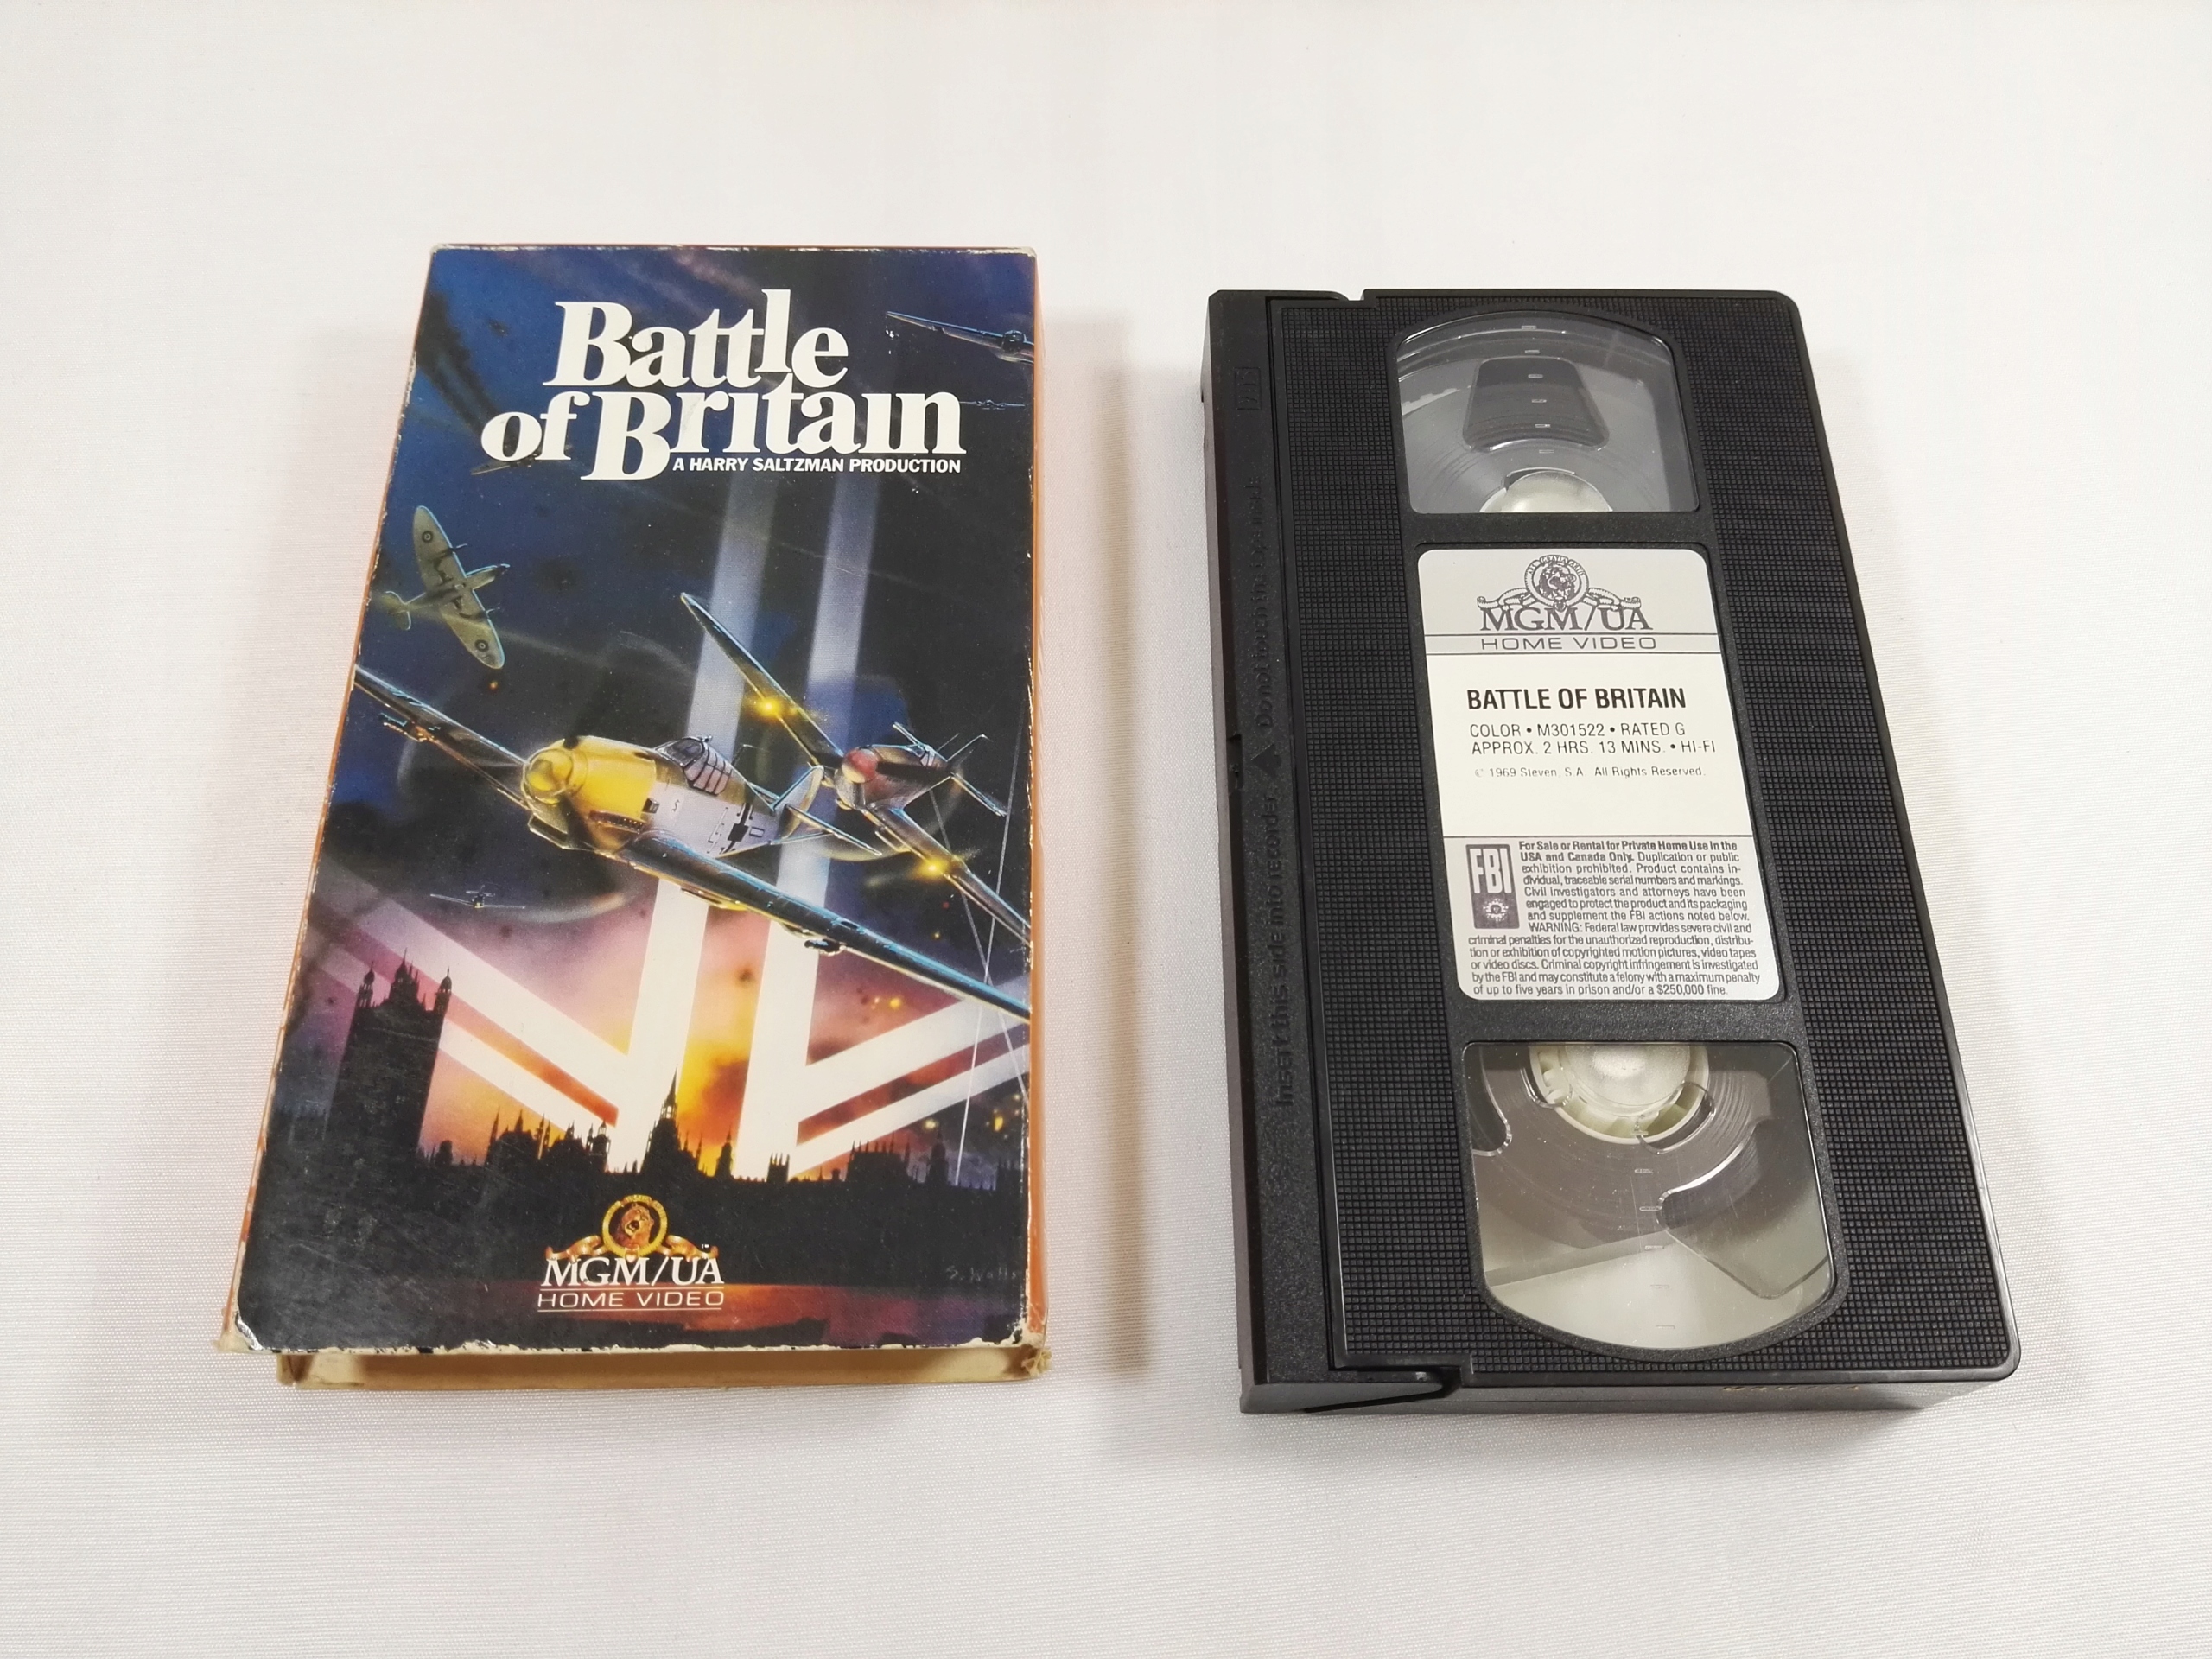 Battle
of Britain
A HARRY SALTZMAN PRODUCTION
MGM/UA
HOME VIDEO
VHS
Insert this side into recorder
Do not touch the tape inside
MGM/UA
HOME VIDEO
BATTLE OF BRITAIN
COLOR • M301522 • RATED G
APPROX. 2 HRS. 13 MINS. • HI-FI
© 1969 Steven, S.A. All Rights Reserved.
FBI
For Sale or Rental for Private Home Use in the
USA and Canada Only. Duplication or public
exhibition prohibited. Product contains in-
dividual, traceable serial numbers and markings.
Civil investigators and attorneys have been
engaged to protect the product and its packaging
and supplement the FBI actions noted below.
WARNING: Federal law provides severe civil and
criminal penalties for the unauthorized reproduction, distribu-
tion or exhibition of copyrighted motion pictures, video tapes
or video discs. Criminal copyright infringement is investigated
by the FBI and may constitute a felony with a maximum penalty
of up to five years in prison and/or a $250,000 fine.